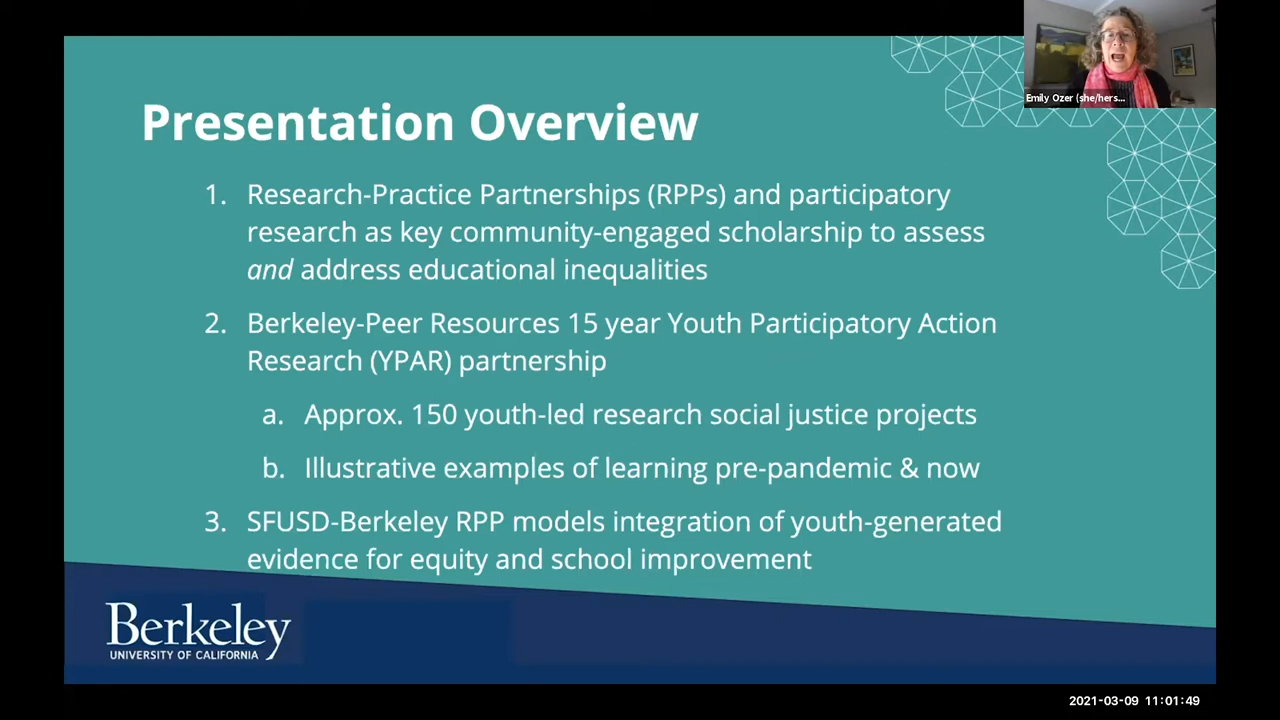 Emily Ozer (she/hers...
Presentation Overview
1. Research-Practice Partnerships (RPPs) and participatory
research as key community-engaged scholarship to assess
and address educational inequalities
2. Berkeley-Peer Resources 15 year Youth Participatory Action
Research (YPAR) partnership
a. Approx. 150 youth-led research social justice projects
b. Illustrative examples of learning pre-pandemic & now
3. SFUSD-Berkeley RPP models integration of youth-generated
evidence for equity and school improvement
Berkeley
UNIVERSITY OF CALIFORNIA
2021-03-09 11:01:49